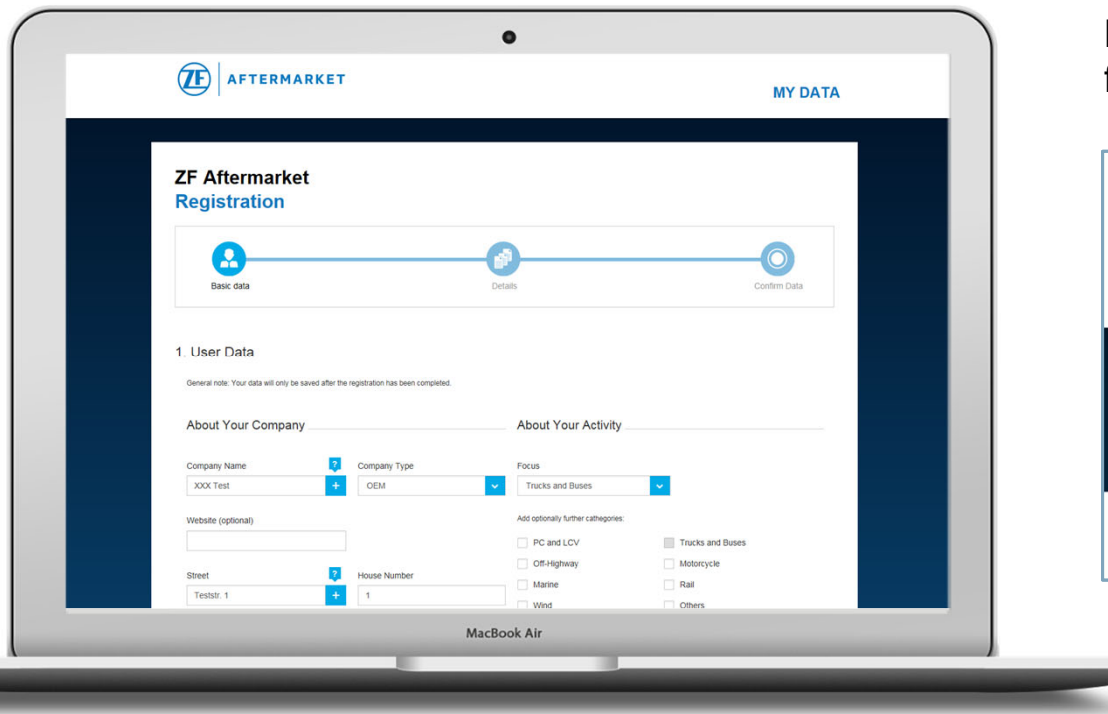 ZF AFTERMARKET
MY DATA
ZF Aftermarket
Registration
Basic data
Details
Confirm Data
1. User Data
General note: Your data will only be saved after the registration has been completed.
About Your Company
About Your Activity
Company Name ?
Company Type
Focus
XXX Test +
OEM
Trucks and Buses
Website (optional)
Add optionally further cathegories:
PC and LCV
Trucks and Buses
Off-Highway
Motorcycle
Street ?
House Number
Marine
Rail
Teststr. 1 +
1
Wind
Others
MacBook Air